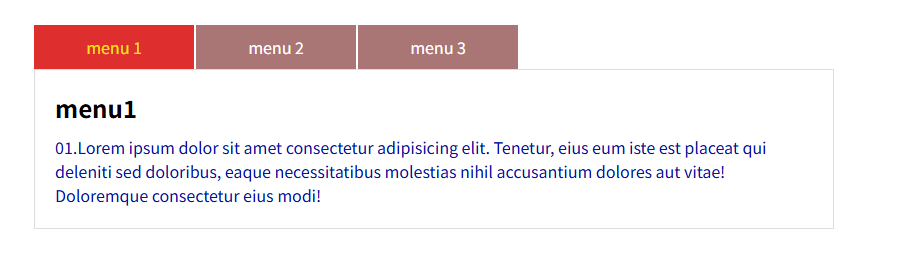 menu 1 menu 2 menu 3
menu1
01.Lorem ipsum dolor sit amet consectetur adipisicing elit. Tenetur, eius eum iste est placeat qui
deleniti sed doloribus, eaque necessitatibus molestias nihil accusantium dolores aut vitae!
Doloremque consectetur eius modi!